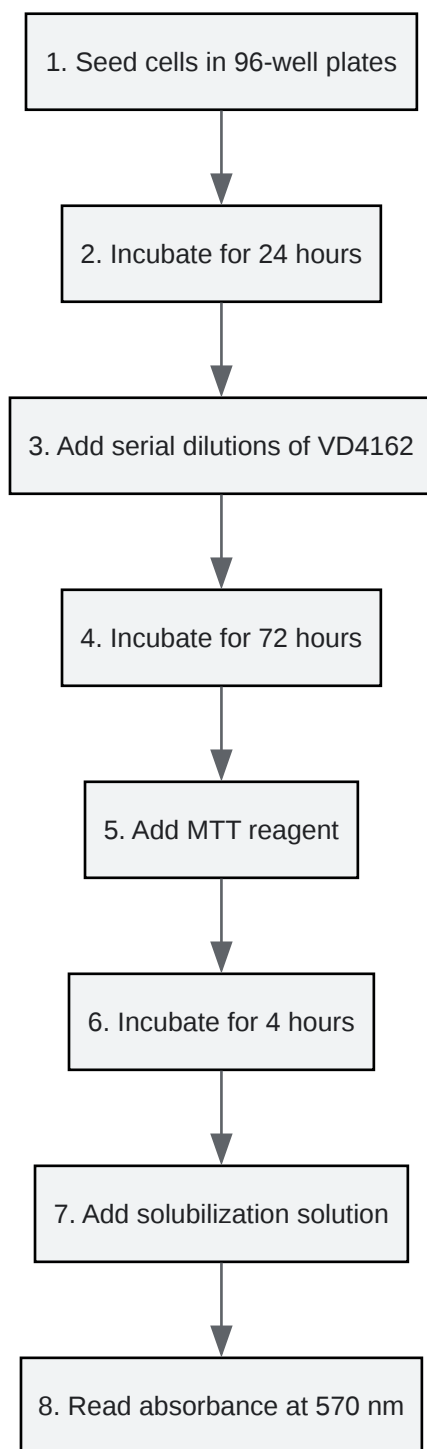 1. Seed cells in 96-well plates
2. Incubate for 24 hours
3. Add serial dilutions of VD4162
4. Incubate for 72 hours
5. Add MTT reagent
6. Incubate for 4 hours
7. Add solubilization solution
8. Read absorbance at 570 nm